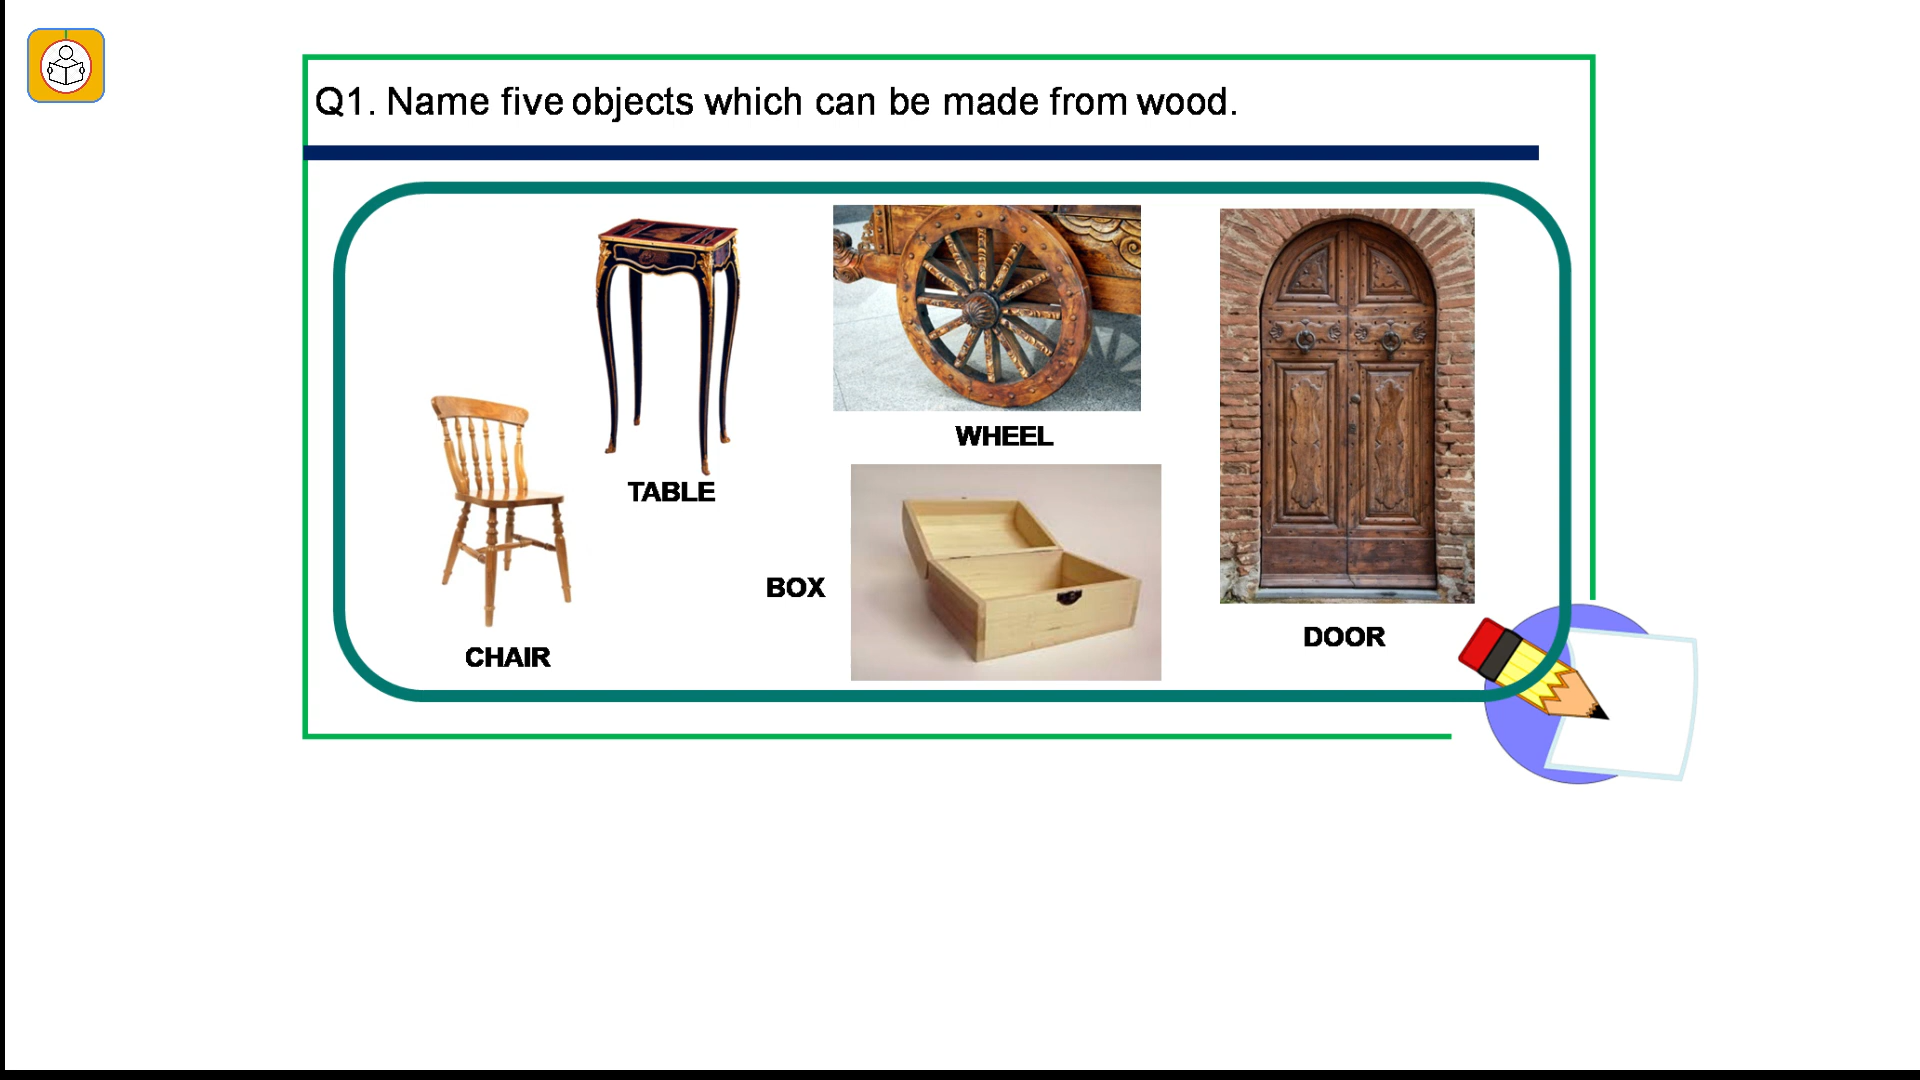 Q1. Name five objects which can be made from wood.
WHEEL
TABLE
BOX
DOOR
CHAIR